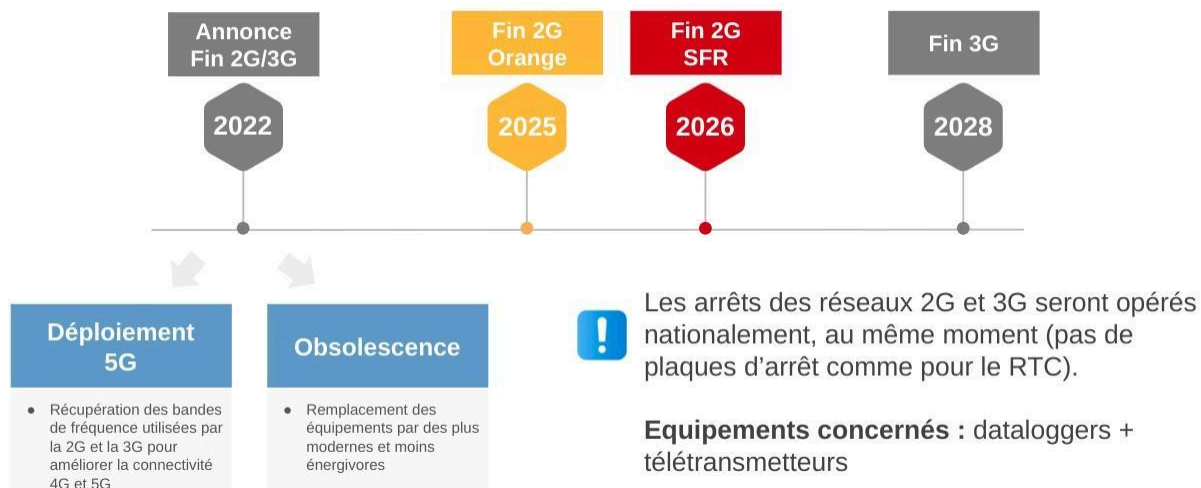 Annonce
Fin 2G/3G
Fin 2G
Orange
Fin 2G
SFR
Fin 3G
2022
2025
2026
2028
Déploiement
5G
● Récupération des bandes
de fréquence utilisées par
la 2G et la 3G pour
améliorer la connectivité
4G et 5G
Obsolescence
● Remplacement des
équipements par des plus
modernes et moins
énergivores
Les arrêts des réseaux 2G et 3G seront opérés
nationalement, au même moment (pas de
plaques d’arrêt comme pour le RTC).
Equipements concernés : dataloggers +
télétransmetteurs